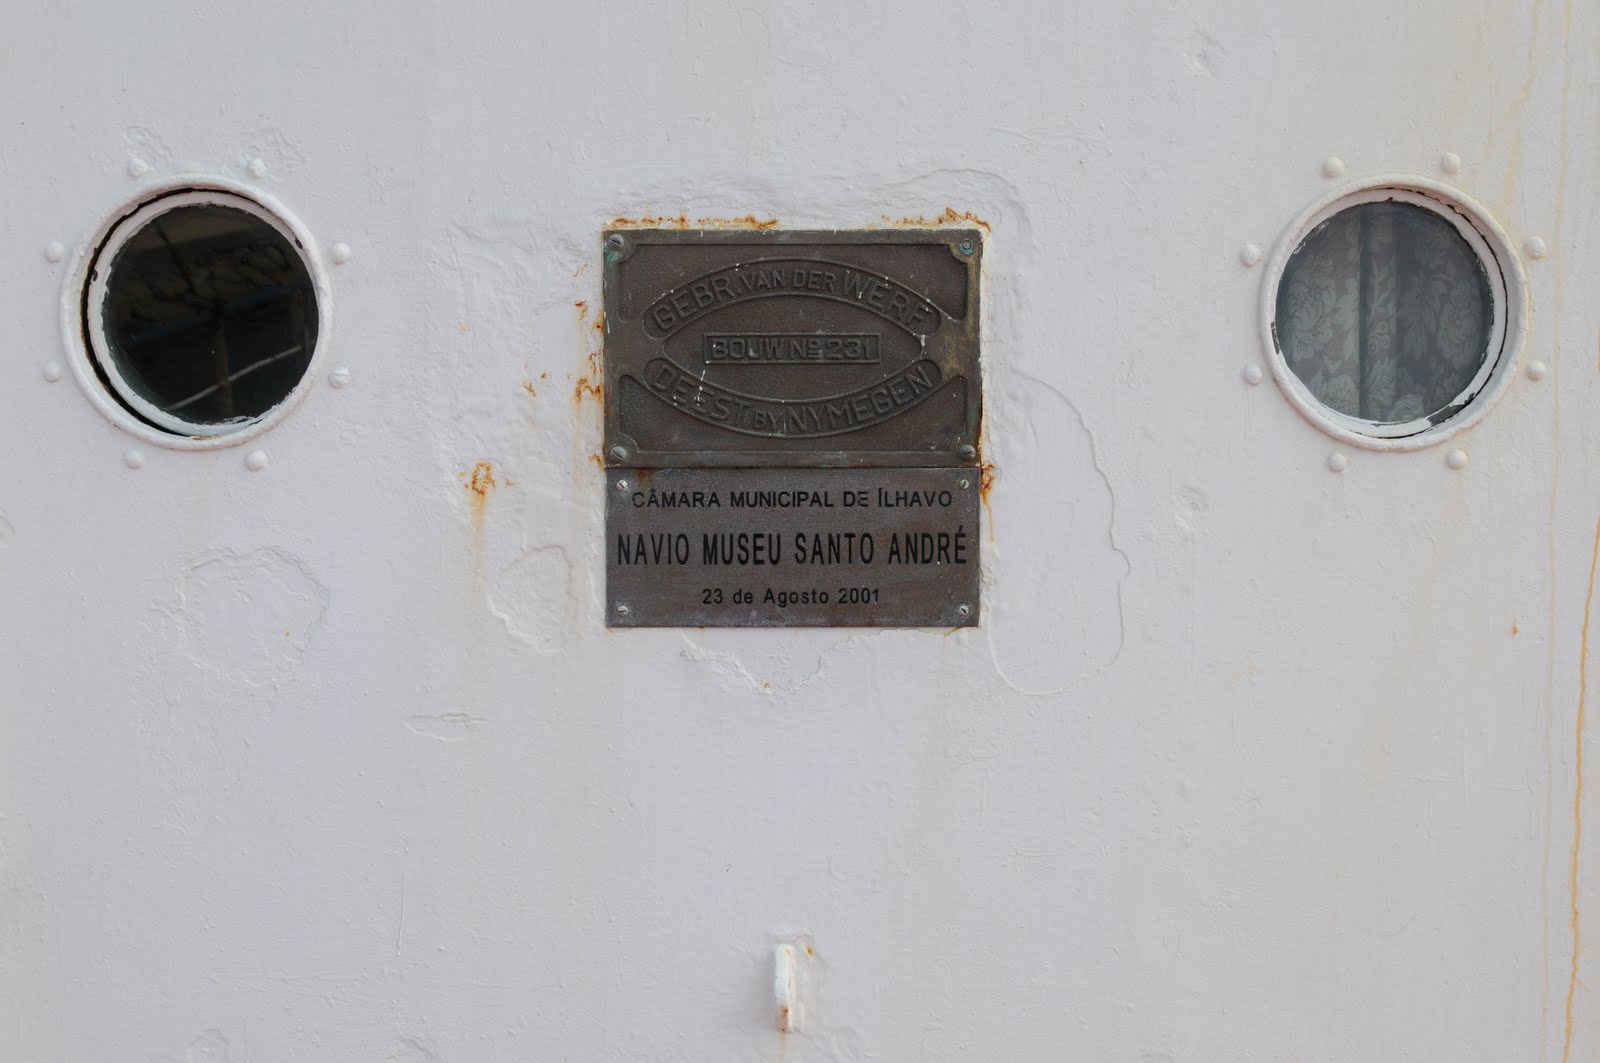 GEBR. VAN DER WERF
BOUW Nº 231
DEEST BY NYMEGEN
CÂMARA MUNICIPAL DE ÍLHAVO
NAVIO MUSEU SANTO ANDRÉ
23 de Agosto 2001